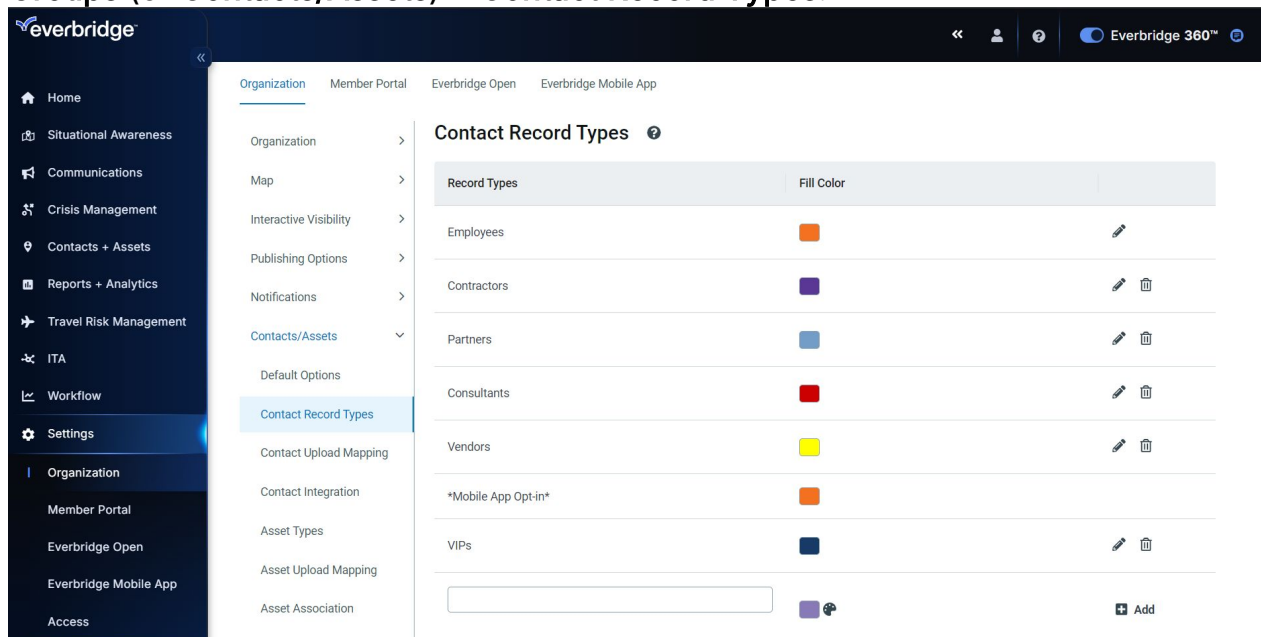 everbridge™
Everbridge 360™
Home
Situational Awareness
Communications
Crisis Management
Contacts + Assets
Reports + Analytics
Travel Risk Management
ITA
Workflow
Settings
Organization
Member Portal
Everbridge Open
Everbridge Mobile App
Access
Organization Member Portal Everbridge Open Everbridge Mobile App
Organization
Map
Interactive Visibility
Publishing Options
Notifications
Contacts/Assets
Default Options
Contact Record Types
Contact Upload Mapping
Contact Integration
Asset Types
Asset Upload Mapping
Asset Association
Contact Record Types
Record Types Fill Color
Employees
Contractors
Partners
Consultants
Vendors
*Mobile App Opt-in*
VIPs
Add